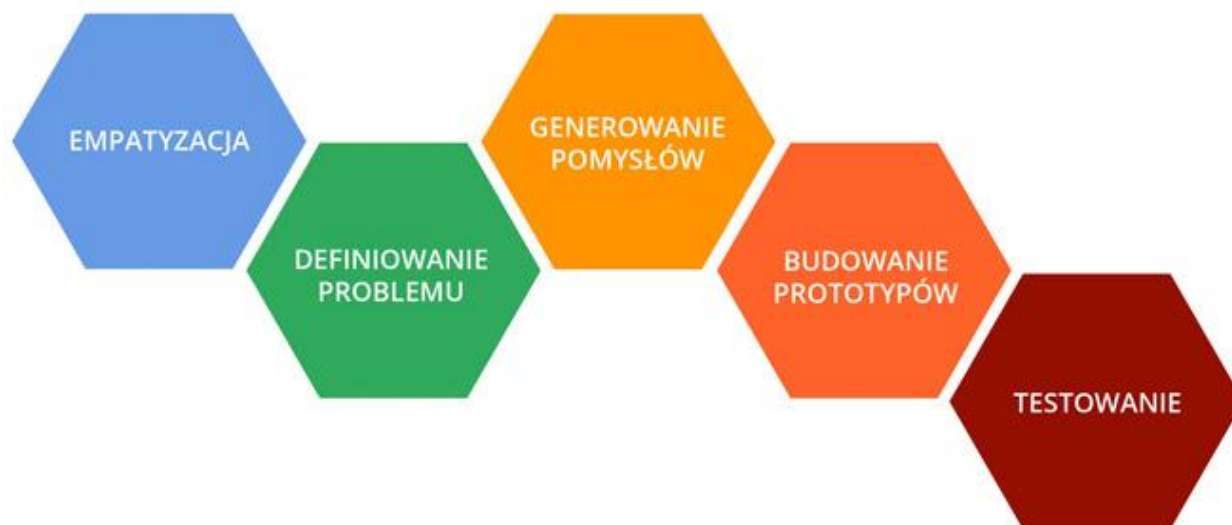 EMPATYZACJA
DEFINIOWANIE
PROBLEMU
GENEROWANIE
POMYSŁÓW
BUDOWANIE
PROTOTYPÓW
TESTOWANIE